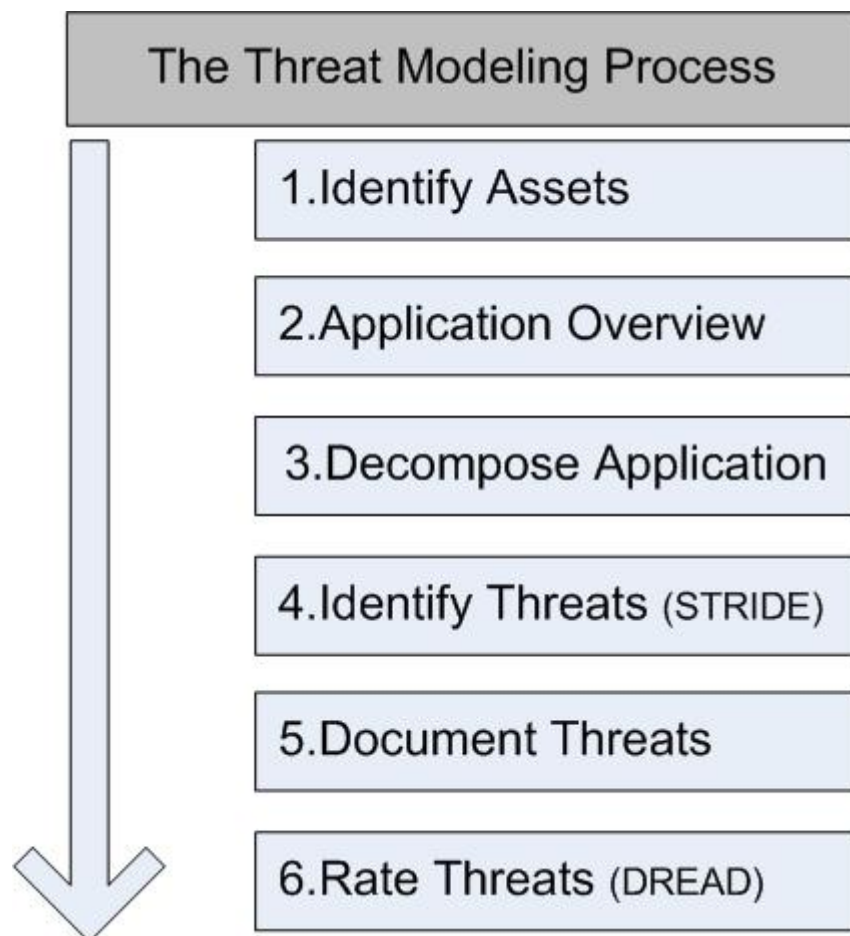 The Threat Modeling Process
1.Identify Assets
2.Application Overview
3.Decompose Application
4.Identify Threats (STRIDE)
5.Document Threats
6.Rate Threats (DREAD)